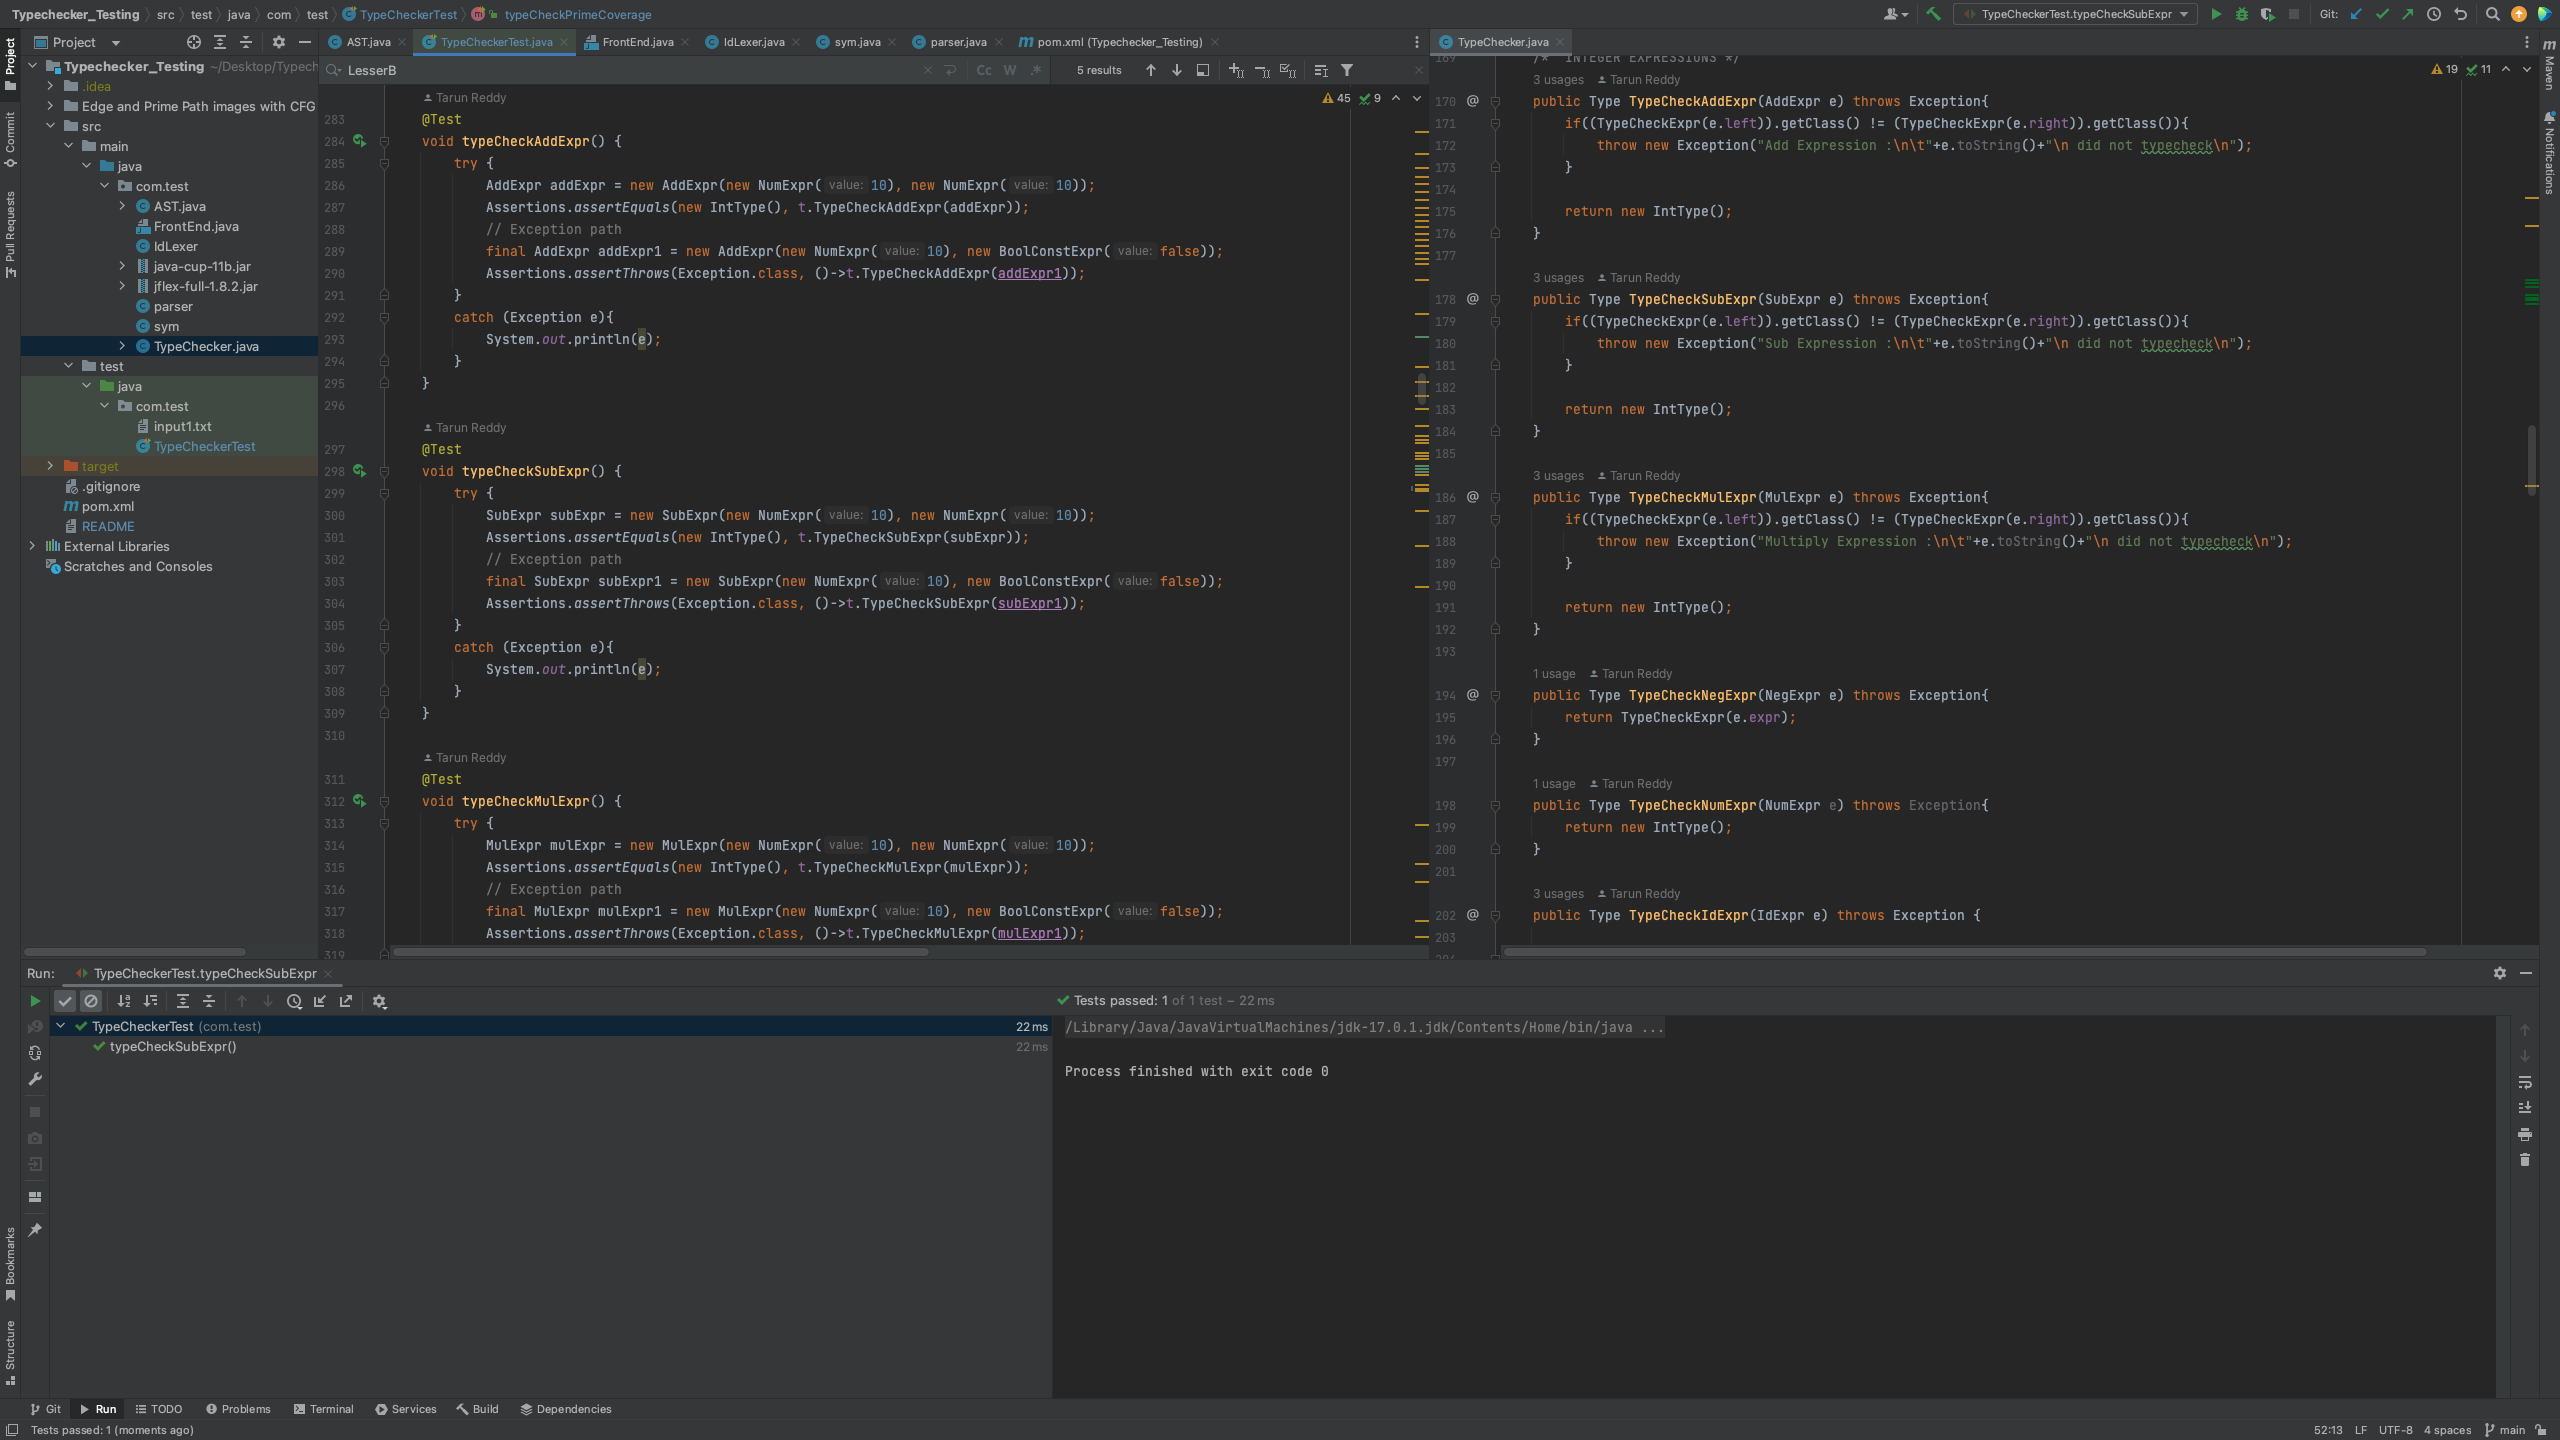 Typechecker_Testing › src › test › java › com › test › TypeCheckerTest › typeCheckPrimeCoverage
TypeCheckerTest.typeCheckSubExpr
Git:
Project
Commit
Pull Requests
Bookmarks
Structure
Project
Typechecker_Testing ~/Desktop/Typech
.idea
Edge and Prime Path images with CFG
src
main
java
com.test
AST.java
FrontEnd.java
IdLexer
java-cup-11b.jar
jflex-full-1.8.2.jar
parser
sym
TypeChecker.java
test
java
com.test
input1.txt
TypeCheckerTest
target
.gitignore
pom.xml
README
External Libraries
Scratches and Consoles
AST.java
TypeCheckerTest.java
FrontEnd.java
IdLexer.java
sym.java
parser.java
pom.xml (Typechecker_Testing)
LesserB
Cc W .* 5 results
45 9
Tarun Reddy
283 @Test
284 void typeCheckAddExpr() {
285 try {
286 AddExpr addExpr = new AddExpr(new NumExpr( value: 10), new NumExpr( value: 10));
287 Assertions.assertEquals(new IntType(), t.TypeCheckAddExpr(addExpr));
288 // Exception path
289 final AddExpr addExpr1 = new AddExpr(new NumExpr( value: 10), new BoolConstExpr( value: false));
290 Assertions.assertThrows(Exception.class, ()->t.TypeCheckAddExpr(addExpr1));
291 }
292 catch (Exception e){
293 System.out.println(e);
294 }
295 }
296
Tarun Reddy
297 @Test
298 void typeCheckSubExpr() {
299 try {
300 SubExpr subExpr = new SubExpr(new NumExpr( value: 10), new NumExpr( value: 10));
301 Assertions.assertEquals(new IntType(), t.TypeCheckSubExpr(subExpr));
302 // Exception path
303 final SubExpr subExpr1 = new SubExpr(new NumExpr( value: 10), new BoolConstExpr( value: false));
304 Assertions.assertThrows(Exception.class, ()->t.TypeCheckSubExpr(subExpr1));
305 }
306 catch (Exception e){
307 System.out.println(e);
308 }
309 }
310
Tarun Reddy
311 @Test
312 void typeCheckMulExpr() {
313 try {
314 MulExpr mulExpr = new MulExpr(new NumExpr( value: 10), new NumExpr( value: 10));
315 Assertions.assertEquals(new IntType(), t.TypeCheckMulExpr(mulExpr));
316 // Exception path
317 final MulExpr mulExpr1 = new MulExpr(new NumExpr( value: 10), new BoolConstExpr( value: false));
318 Assertions.assertThrows(Exception.class, ()->t.TypeCheckMulExpr(mulExpr1));
319
TypeChecker.java
19 11
169 /* INTEGER EXPRESSIONS */
3 usages Tarun Reddy
170 @ public Type TypeCheckAddExpr(AddExpr e) throws Exception{
171 if((TypeCheckExpr(e.left)).getClass() != (TypeCheckExpr(e.right)).getClass()){
172 throw new Exception("Add Expression :\n\t"+e.toString()+"\n did not typecheck\n");
173 }
174
175 return new IntType();
176 }
177
3 usages Tarun Reddy
178 @ public Type TypeCheckSubExpr(SubExpr e) throws Exception{
179 if((TypeCheckExpr(e.left)).getClass() != (TypeCheckExpr(e.right)).getClass()){
180 throw new Exception("Sub Expression :\n\t"+e.toString()+"\n did not typecheck\n");
181 }
182
183 return new IntType();
184 }
185
3 usages Tarun Reddy
186 @ public Type TypeCheckMulExpr(MulExpr e) throws Exception{
187 if((TypeCheckExpr(e.left)).getClass() != (TypeCheckExpr(e.right)).getClass()){
188 throw new Exception("Multiply Expression :\n\t"+e.toString()+"\n did not typecheck\n");
189 }
190
191 return new IntType();
192 }
193
1 usage Tarun Reddy
194 @ public Type TypeCheckNegExpr(NegExpr e) throws Exception{
195 return TypeCheckExpr(e.expr);
196 }
197
1 usage Tarun Reddy
198 public Type TypeCheckNumExpr(NumExpr e) throws Exception{
199 return new IntType();
200 }
201
3 usages Tarun Reddy
202 @ public Type TypeCheckIdExpr(IdExpr e) throws Exception {
203
Maven
Notifications
Run: TypeCheckerTest.typeCheckSubExpr
Tests passed: 1 of 1 test – 22 ms
TypeCheckerTest (com.test) 22 ms
typeCheckSubExpr() 22 ms
/Library/Java/JavaVirtualMachines/jdk-17.0.1.jdk/Contents/Home/bin/java ...
Process finished with exit code 0
Git Run TODO Problems Terminal Services Build Dependencies
Tests passed: 1 (moments ago)
52:13 LF UTF-8 4 spaces main